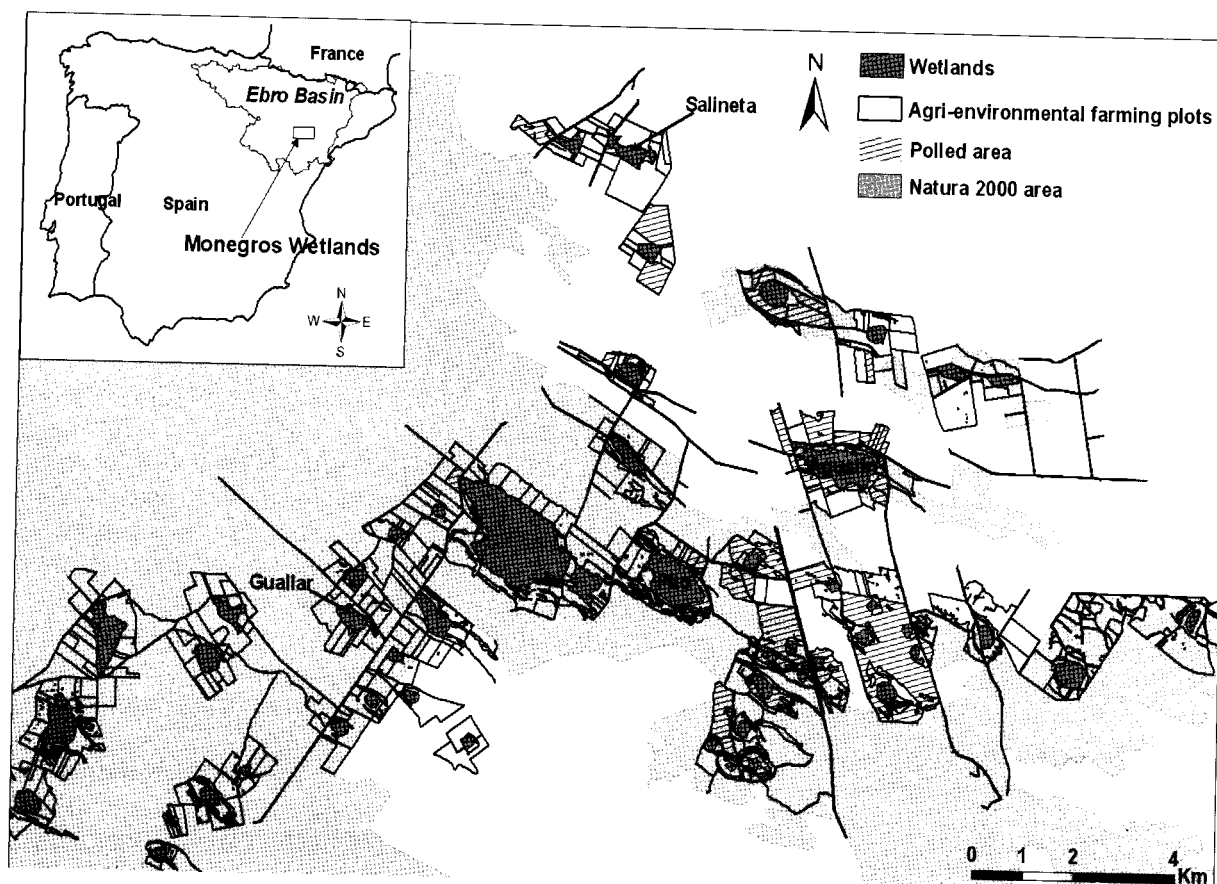 France
Ebro Basin
Portugal
Spain
Monegros Wetlands
N
W
E
S
N
Wetlands
Agri-environmental farming plots
Polled area
Natura 2000 area
Salineta
Guallar
0 1 2 4
Km